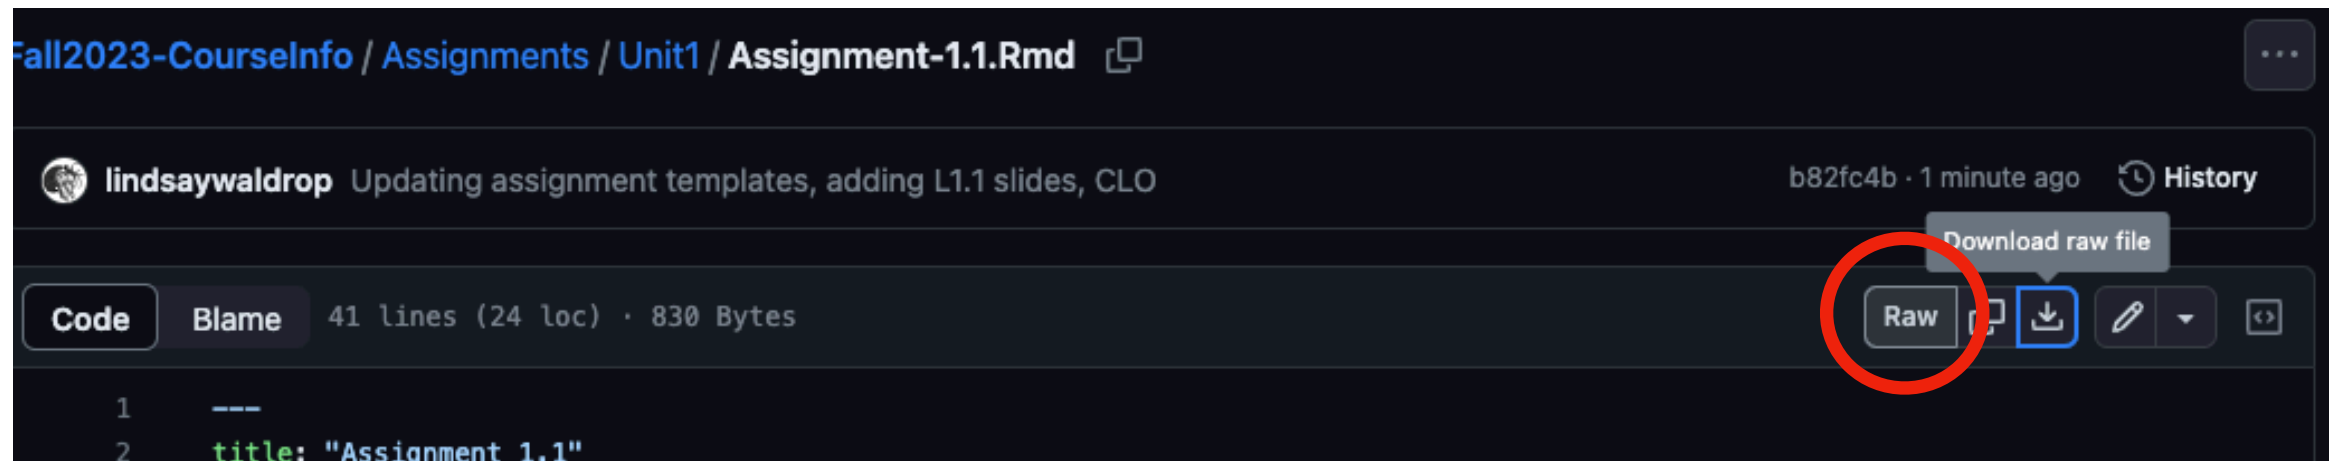 Fall2023-CourseInfo / Assignments / Unit1 / Assignment-1.1.Rmd
lindsaywaldrop Updating assignment templates, adding L1.1 slides, CLO b82fc4b · 1 minute ago History
Download raw file
Code Blame 41 lines (24 loc) · 830 Bytes Raw
1 ---
2 title: "Assignment 1.1"